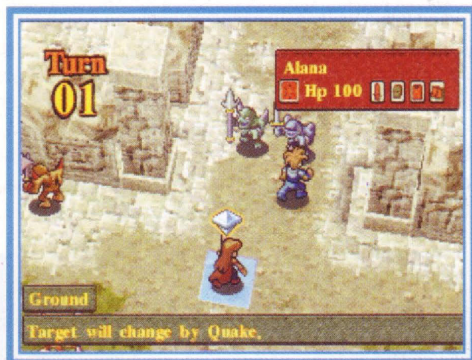 Turn
01
Alana
Hp 100
Ground
Target will change by Quake.